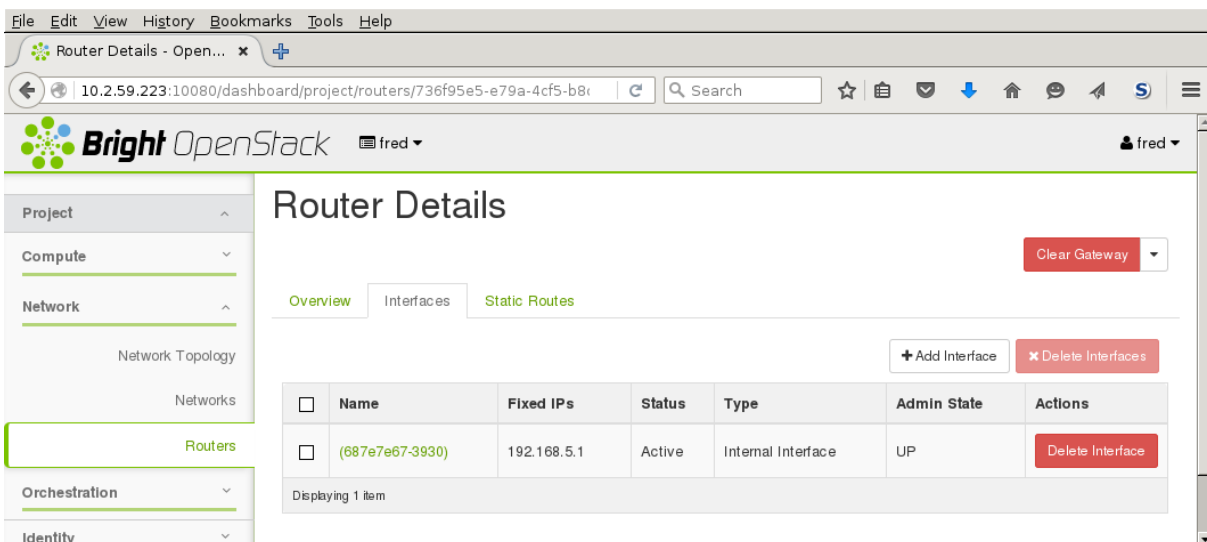 File Edit View History Bookmarks Tools Help
Router Details - Open...
10.2.59.223:10080/dashboard/project/routers/736f95e5-e79a-4cf5-b8
Search
S
Bright OpenStack
fred
fred
Project
Compute
Network
Network Topology
Networks
Routers
Orchestration
Identity
Router Details
Clear Gateway
Overview Interfaces Static Routes
Add Interface
Delete Interfaces
Name Fixed IPs Status Type Admin State Actions
(687e7e67-3930) 192.168.5.1 Active Internal Interface UP Delete Interface
Displaying 1 item